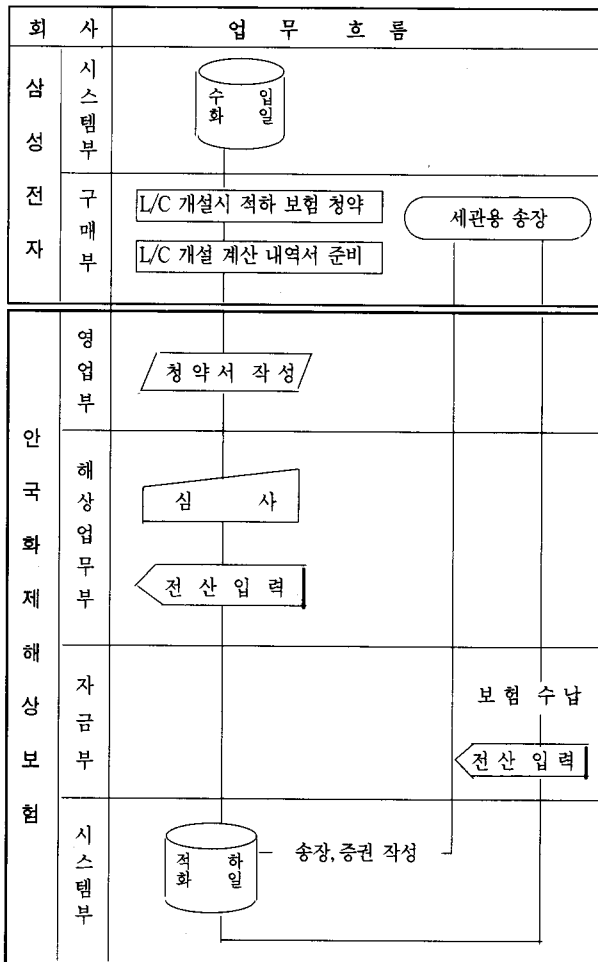 회 사 업 무 흐 름
삼성전자
시스템부
수 입
화 일
구매부
L/C 개설시 적하 보험 청약
세관용 송장
L/C 개설 계산 내역서 준비
안국화제해상보험
영업부
청약서 작성
해상업무부
심 사
전 산 입 력
자금부
보험 수납
전산 입력
시스템부
적 하
화 일
송장, 증권 작성